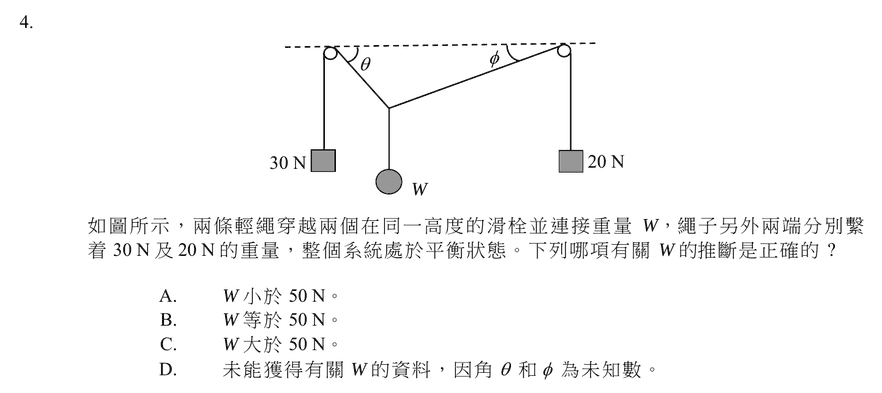 4.
θ
ϕ
30 N
20 N
W
如圖所示，兩條輕繩穿越兩個在同一高度的滑栓並連接重量 W，繩子另外兩端分別繫
着 30 N 及 20 N 的重量，整個系統處於平衡狀態。下列哪項有關 W 的推斷是正確的？
A. W 小於 50 N。
B. W 等於 50 N。
C. W 大於 50 N。
D. 未能獲得有關 W 的資料，因角 θ 和 ϕ 為未知數。